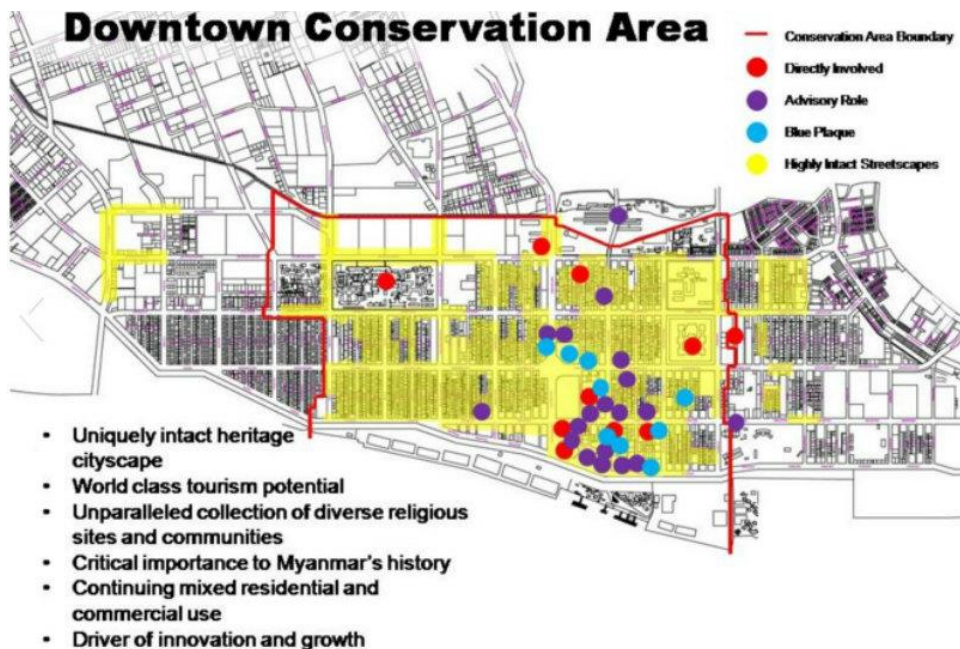 Downtown Conservation Area
Conservation Area Boundary
Directly Involved
Advisory Role
Blue Plaque
Highly Intact Streetscapes
• Uniquely intact heritage
cityscape
• World class tourism potential
• Unparalleled collection of diverse religious
sites and communities
• Critical importance to Myanmar's history
• Continuing mixed residential and
commercial use
• Driver of innovation and growth